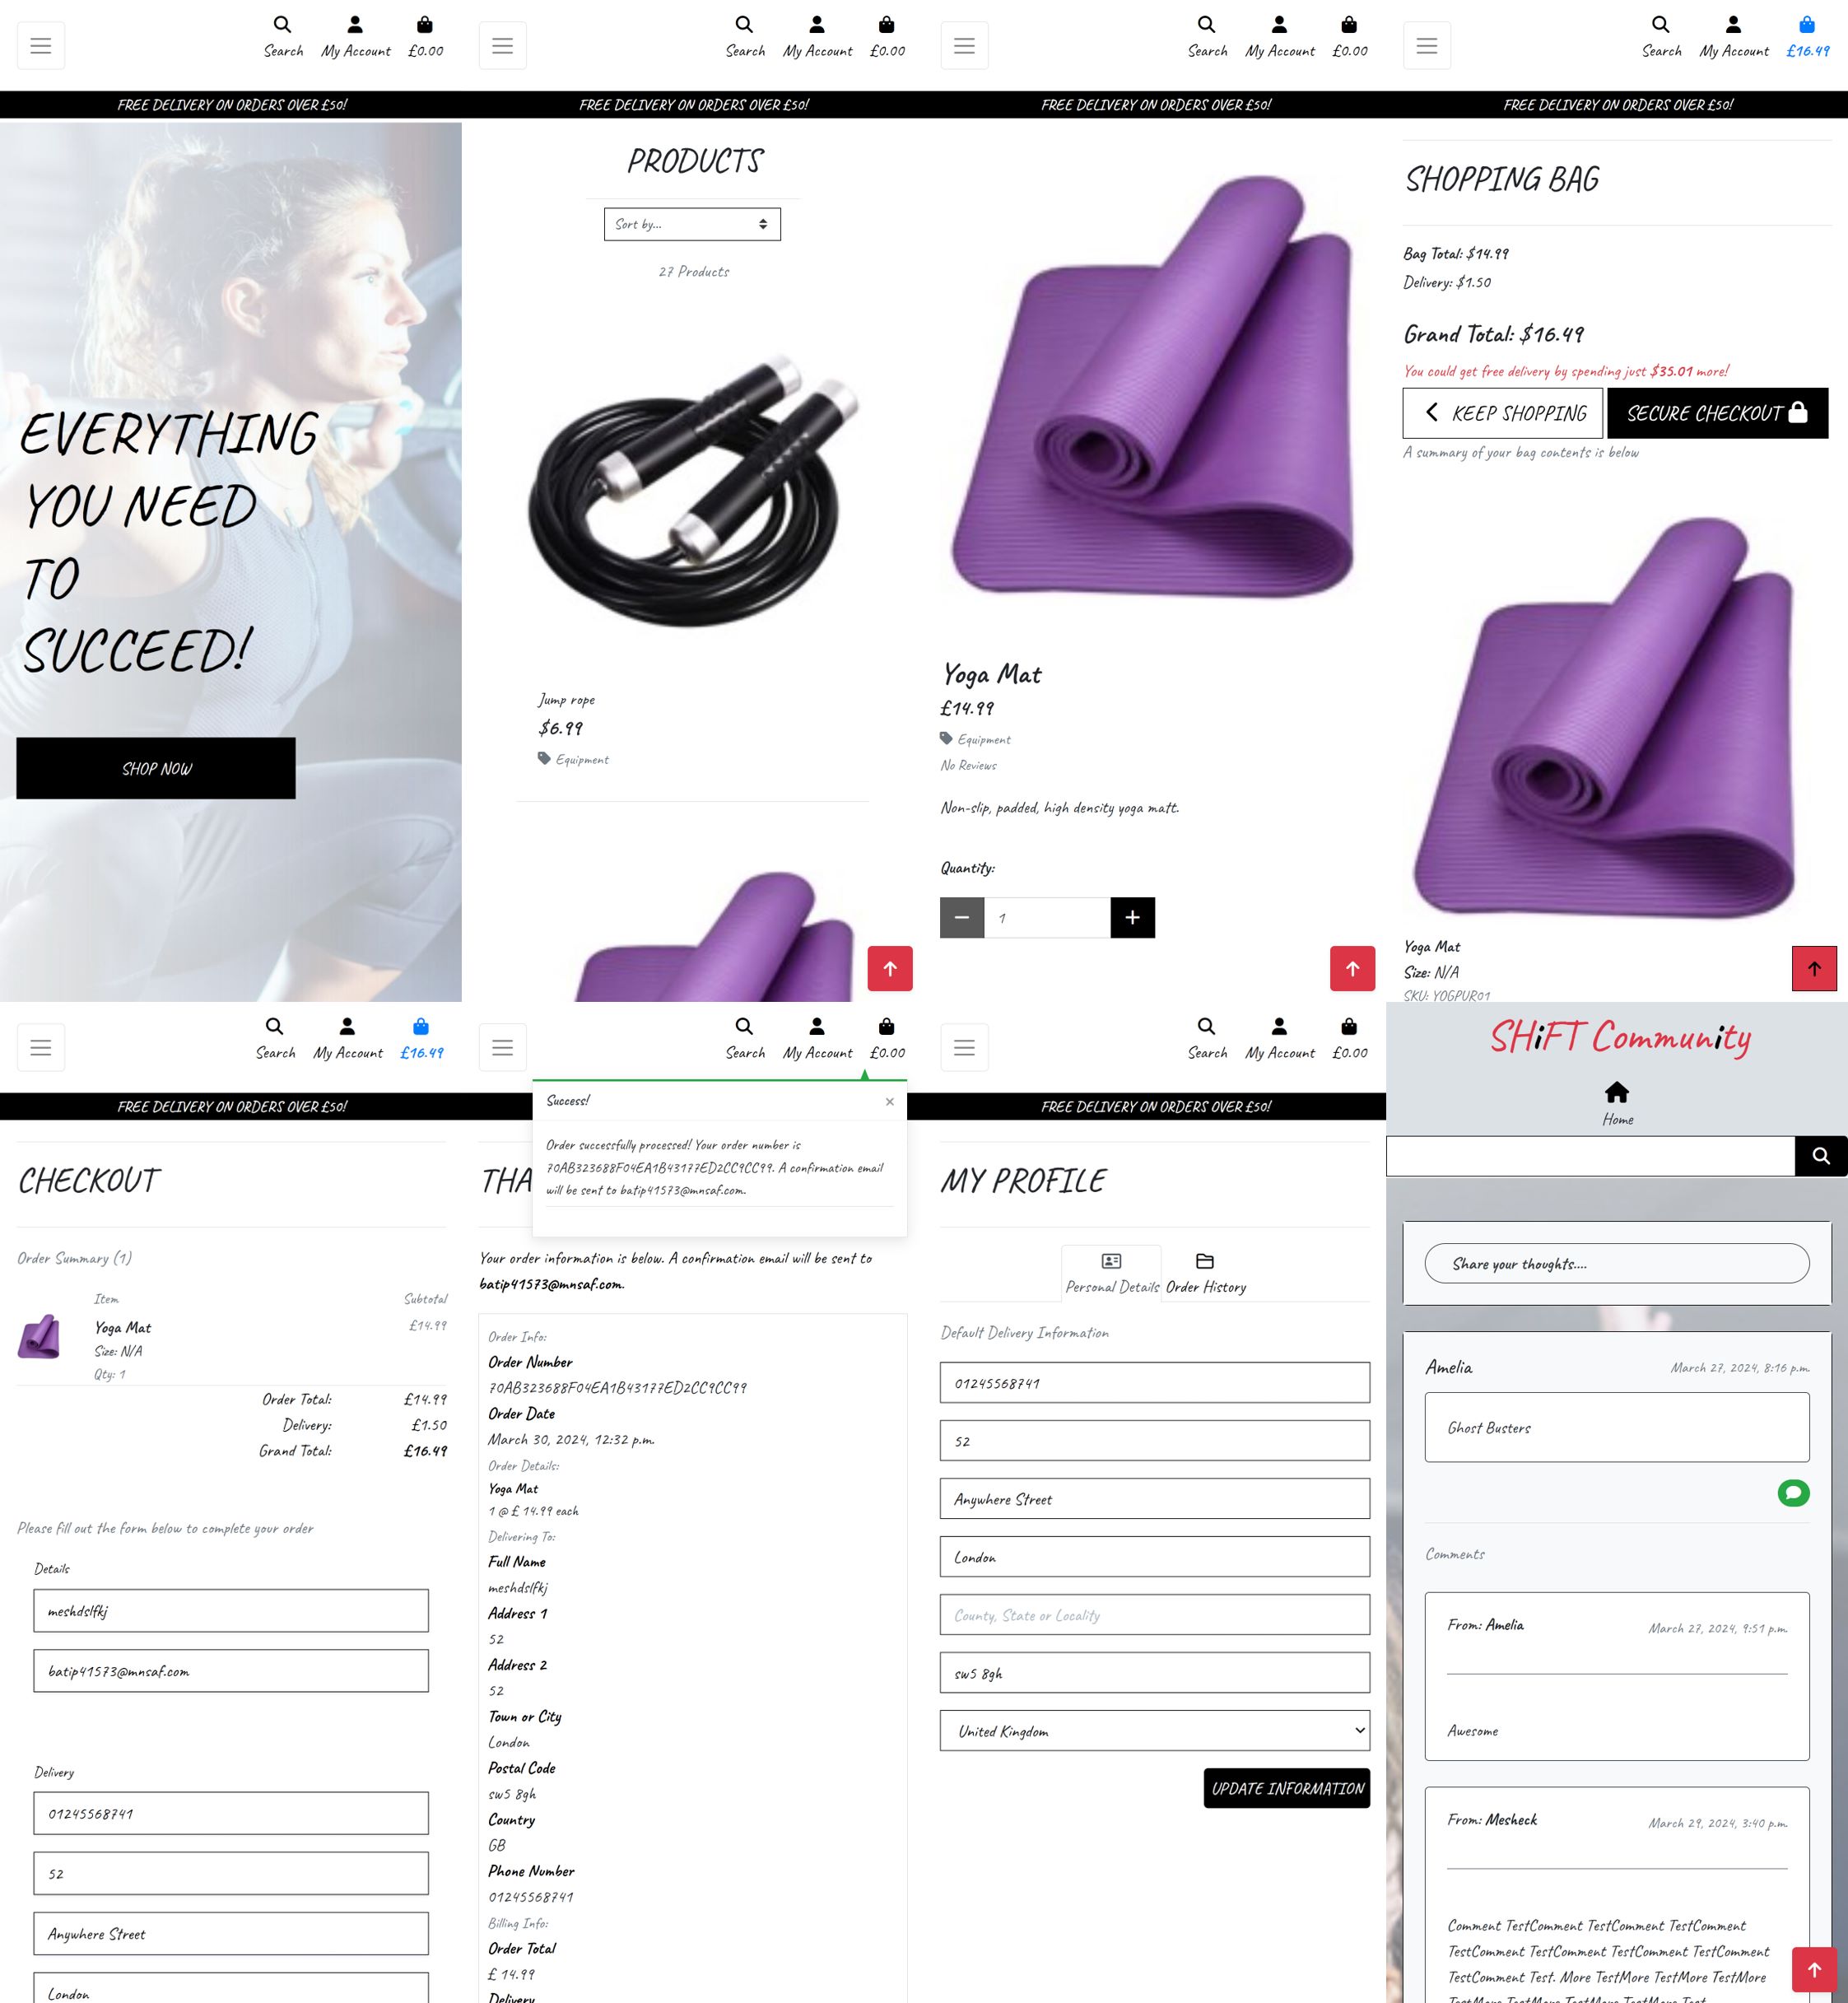 Search My Account £0.00
FREE DELIVERY ON ORDERS OVER £50!
EVERYTHING
YOU NEED
TO
SUCCEED!
SHOP NOW
Search My Account £0.00
FREE DELIVERY ON ORDERS OVER £50!
PRODUCTS
Sort by...
27 Products
Jump rope
$6.99
Equipment
Search My Account £0.00
FREE DELIVERY ON ORDERS OVER £50!
Yoga Mat
£14.99
Equipment
No Reviews
Non-slip, padded, high density yoga matt.
Quantity:
1
Search My Account £16.49
FREE DELIVERY ON ORDERS OVER £50!
SHOPPING BAG
Bag Total: $14.99
Delivery: $1.50
Grand Total: $16.49
You could get free delivery by spending just $35.01 more!
KEEP SHOPPING SECURE CHECKOUT
A summary of your bag contents is below
Yoga Mat
Size: N/A
SKU: YOGPUR01
Search My Account £16.49
FREE DELIVERY ON ORDERS OVER £50!
CHECKOUT
Order Summary (1)
Item Subtotal
Yoga Mat £14.99
Size: N/A
Qty: 1
Order Total: £14.99
Delivery: £1.50
Grand Total: £16.49
Please fill out the form below to complete your order
Details
meshdslfkj
batip41573@mnsaf.com
Delivery
01245568741
52
Anywhere Street
London
Search My Account £0.00
Success! ×
Order successfully processed! Your order number is
70AB323688F04EA1B43177ED2CC9CC99. A confirmation email
will be sent to batip41573@mnsaf.com.
THA
Your order information is below. A confirmation email will be sent to
batip41573@mnsaf.com.
Order Info:
Order Number
70AB323688F04EA1B43177ED2CC9CC99
Order Date
March 30, 2024, 12:32 p.m.
Order Details:
Yoga Mat
1 @ £ 14.99 each
Delivering To:
Full Name
meshdslfkj
Address 1
52
Address 2
52
Town or City
London
Postal Code
sw5 8gh
Country
GB
Phone Number
01245568741
Billing Info:
Order Total
£ 14.99
Delivery
Search My Account £0.00
FREE DELIVERY ON ORDERS OVER £50!
MY PROFILE
Personal Details Order History
Default Delivery Information
01245568741
52
Anywhere Street
London
County, State or Locality
sw5 8gh
United Kingdom
UPDATE INFORMATION
SHiFT Community
Home
Share your thoughts....
Amelia March 27, 2024, 8:16 p.m.
Ghost Busters
Comments
From: Amelia March 27, 2024, 9:51 p.m.
Awesome
From: Mesheck March 29, 2024, 3:40 p.m.
Comment TestComment TestComment TestComment
TestComment TestComment TestComment TestComment
TestComment Test. More TestMore TestMore TestMore
TestMore TestMore TestMore TestMore Test